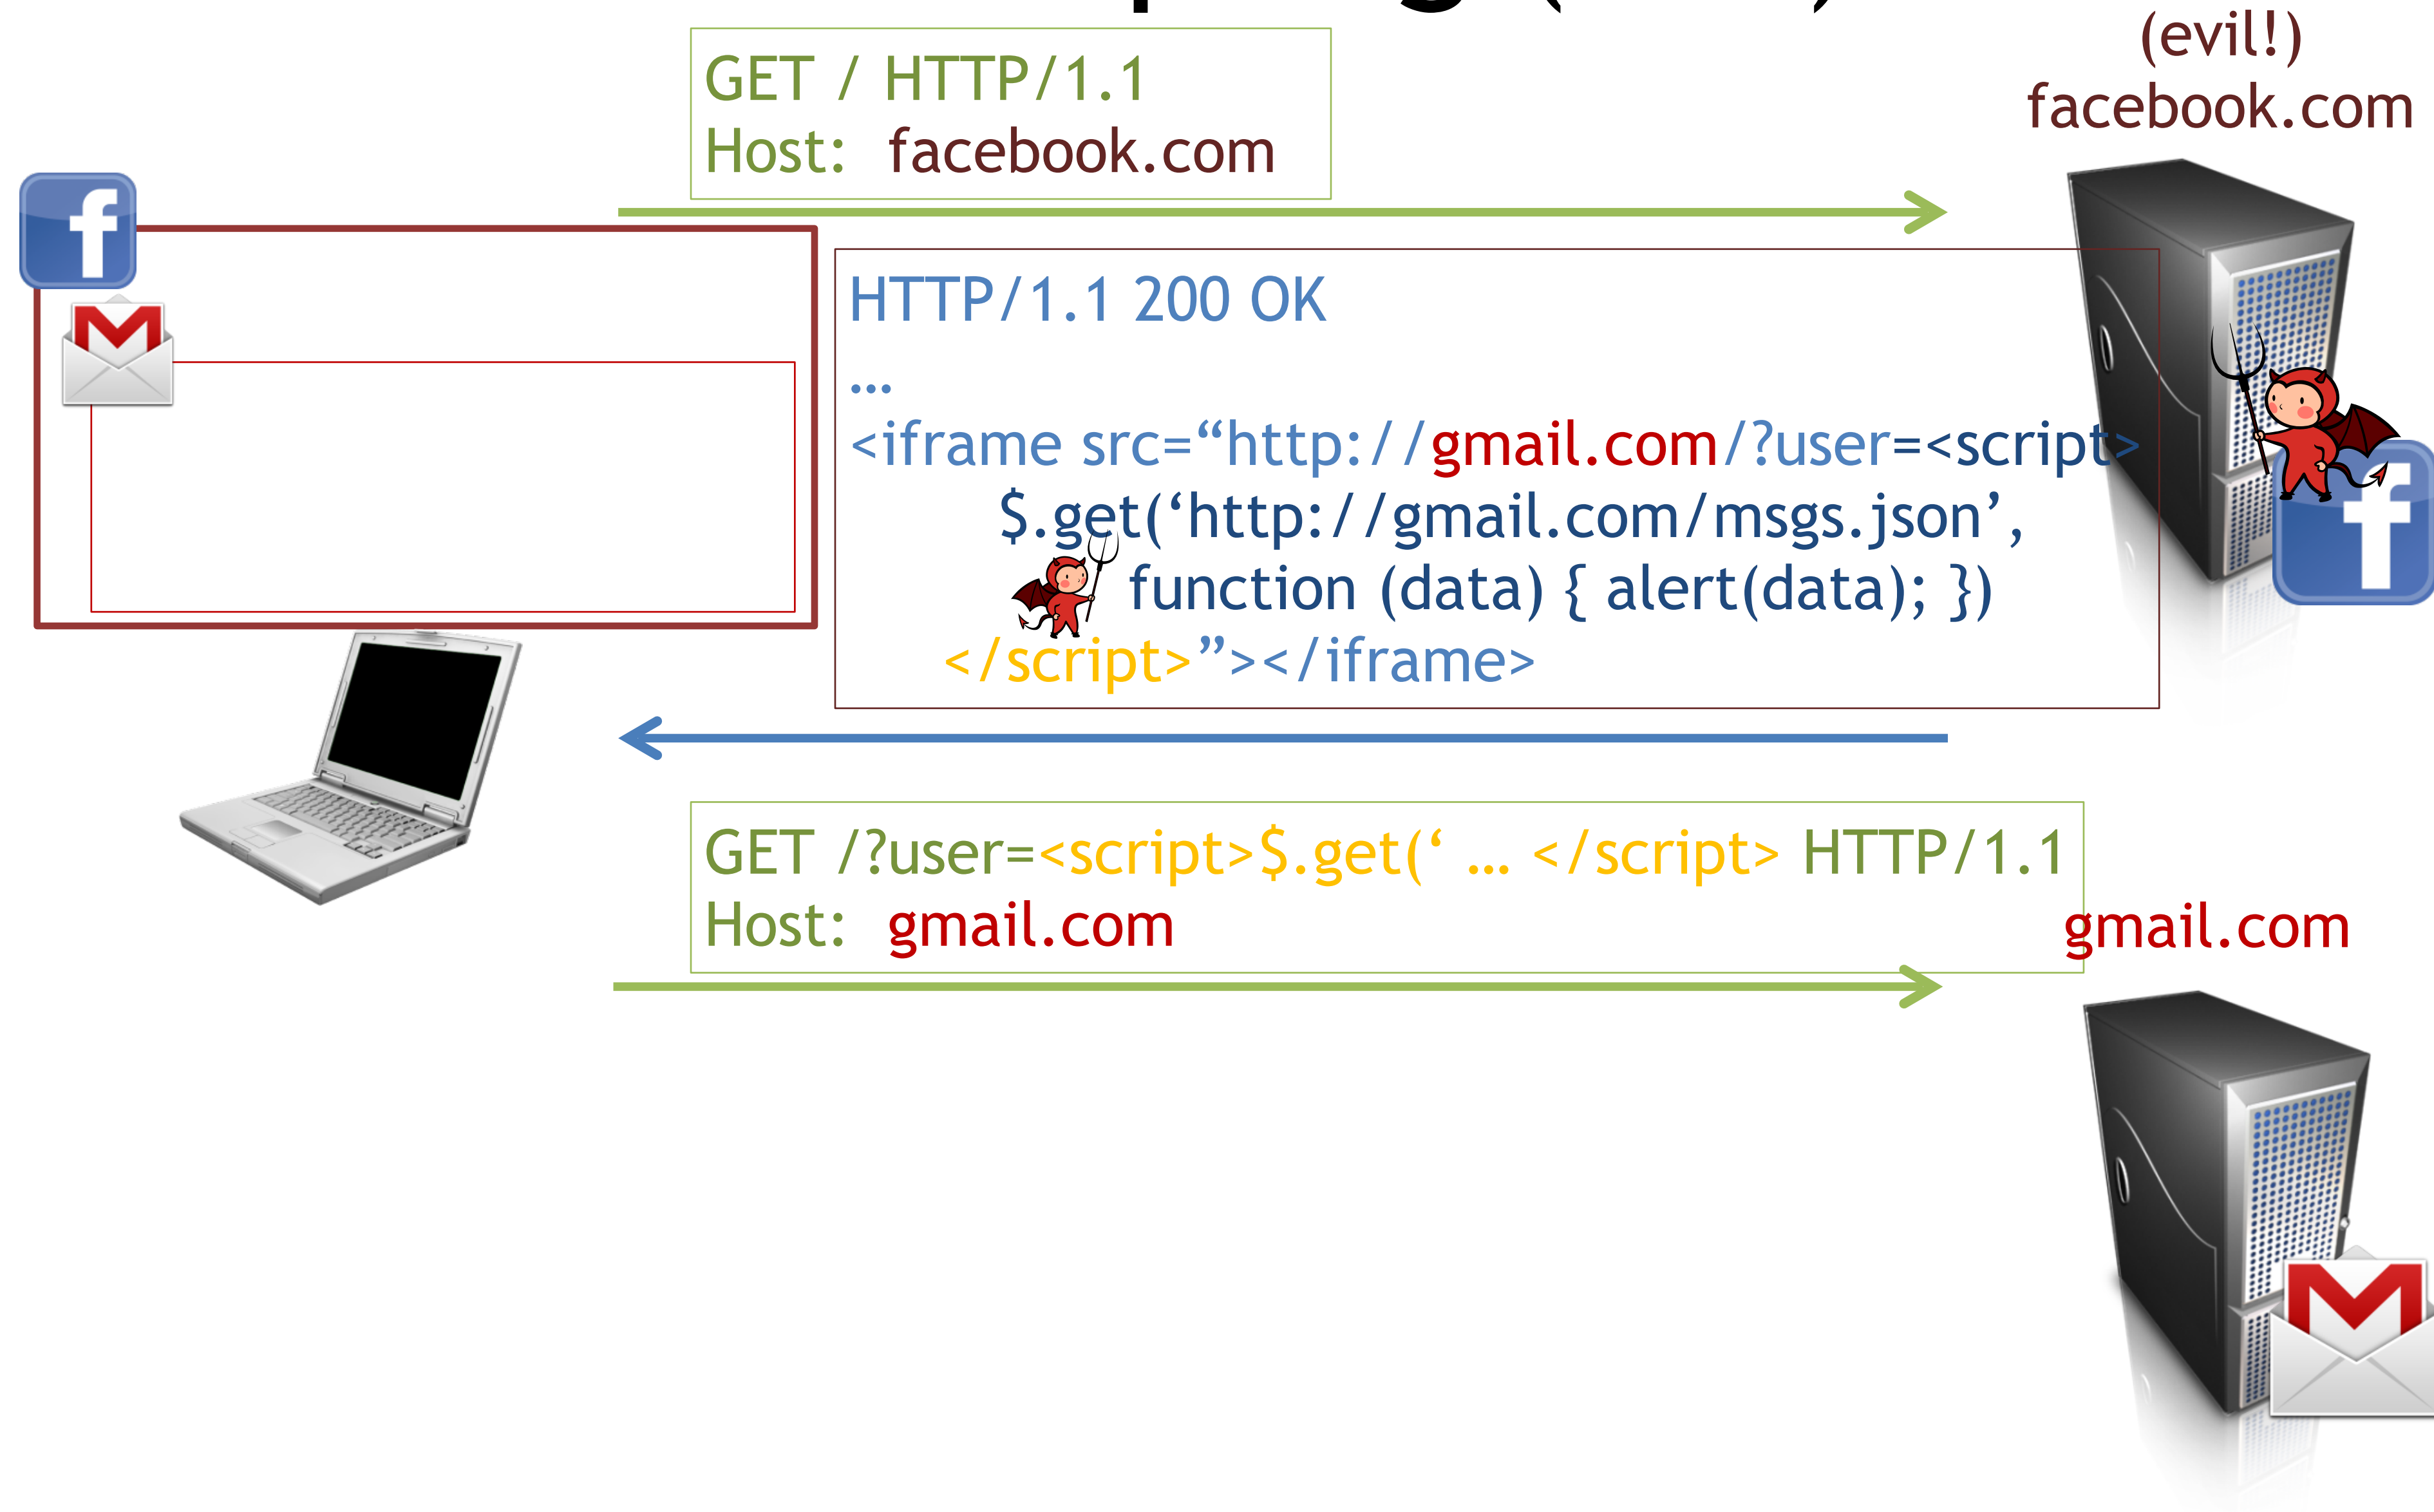 GET / HTTP/1.1
Host: facebook.com
(evil!)
facebook.com
HTTP/1.1 200 OK
…
<iframe src=“http://gmail.com/?user=<script>
$.get(‘http://gmail.com/msgs.json’,
function (data) { alert(data); })
</script>”></iframe>
GET /?user=<script>$.get(‘ … </script> HTTP/1.1
Host: gmail.com
gmail.com